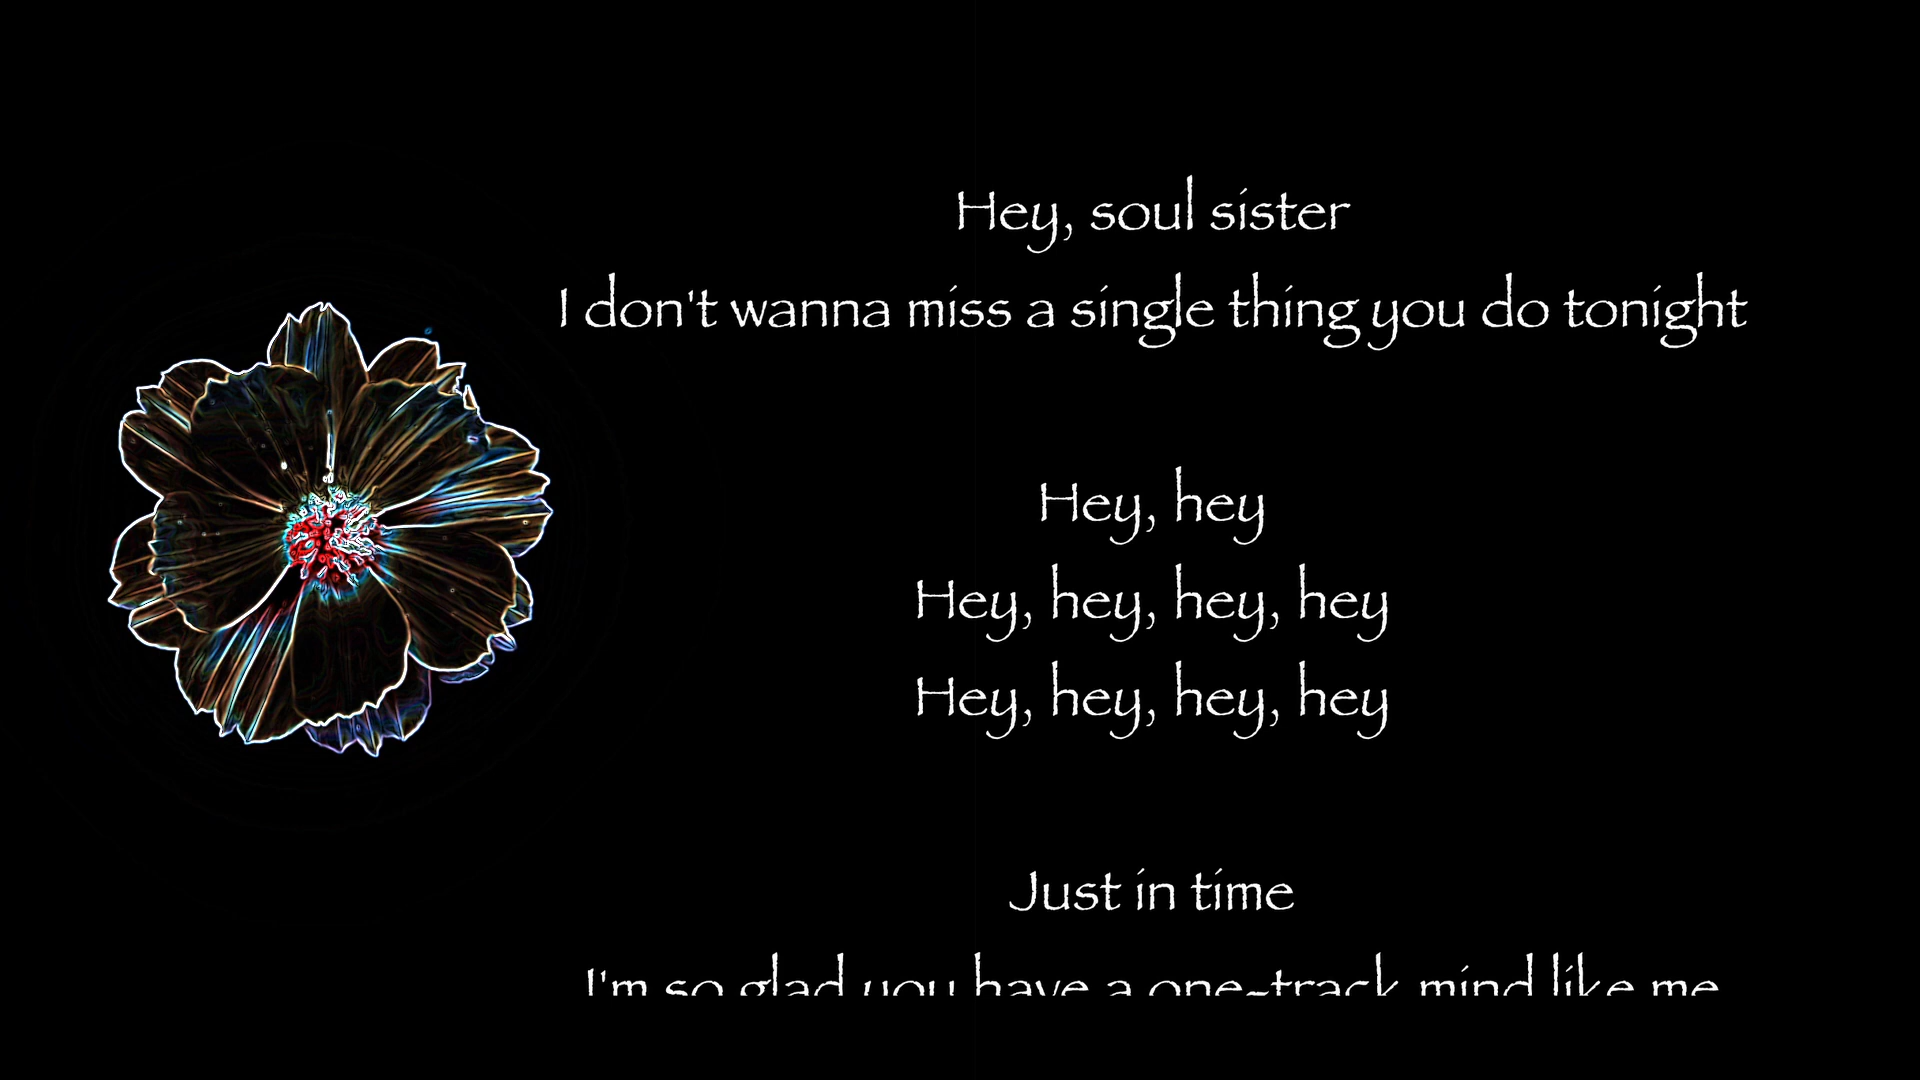 Hey, soul sister
I don't wanna miss a single thing you do tonight
Hey, hey
Hey, hey, hey, hey
Hey, hey, hey, hey
Just in time
I'm so glad you have a one-track mind like me